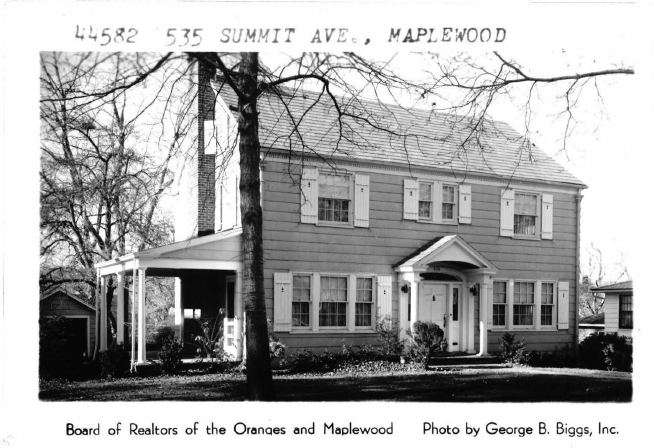 44582 535 SUMMIT AVE., MAPLEWOOD
Board of Realtors of the Oranges and Maplewood Photo by George B. Biggs, Inc.